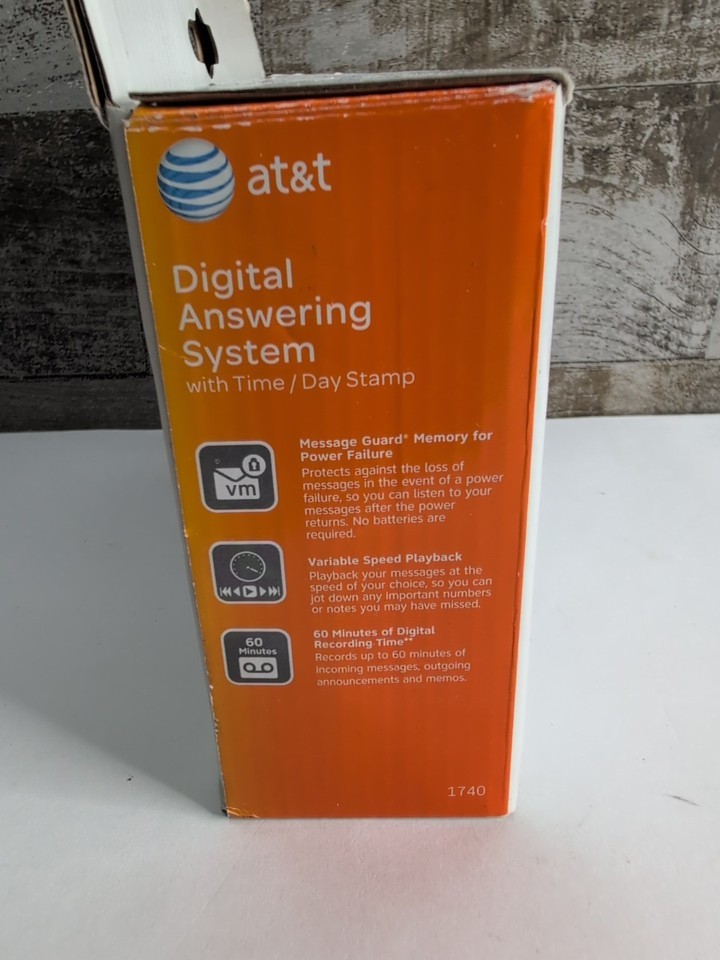 at&t
Digital
Answering
System
with Time / Day Stamp
vm
Message Guard® Memory for
Power Failure
Protects against the loss of
messages in the event of a power
failure, so you can listen to your
messages after the power
returns. No batteries are
required.
Variable Speed Playback
Playback your messages at the
speed of your choice, so you can
jot down any important numbers
or notes you may have missed.
60
Minutes
60 Minutes of Digital
Recording Time**
Records up to 60 minutes of
incoming messages, outgoing
announcements and memos.
1740